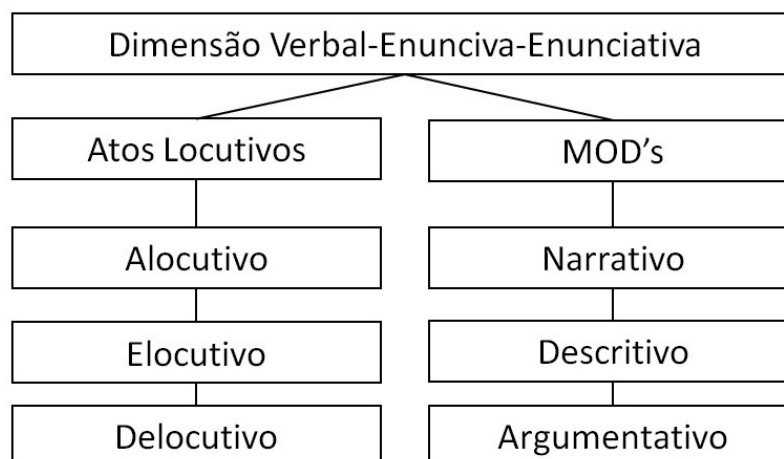 Dimensão Verbal-Enunciva-Enunciativa
Atos Locutivos
MOD’s
Alocutivo
Narrativo
Elocutivo
Descritivo
Delocutivo
Argumentativo